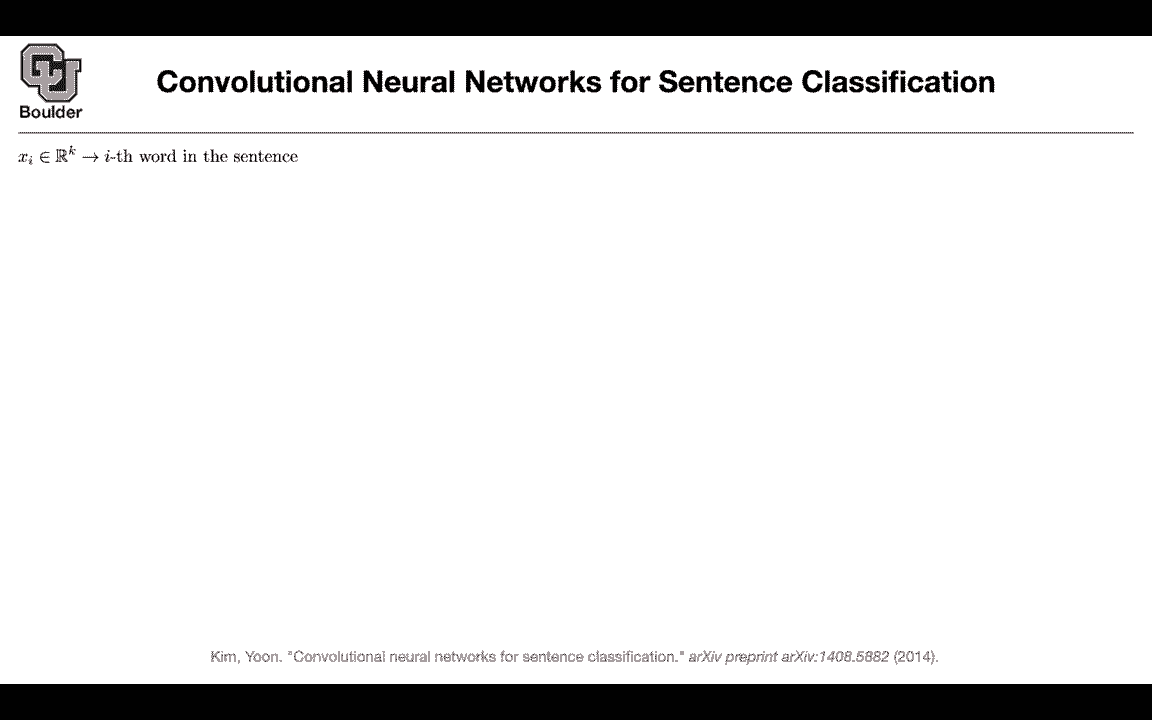 Convolutional Neural Networks for Sentence Classification
CU
Boulder
$x_i \in \mathbb{R}^k \rightarrow i$-th word in the sentence
Kim, Yoon. "Convolutional neural networks for sentence classification." arXiv preprint arXiv:1408.5882 (2014).